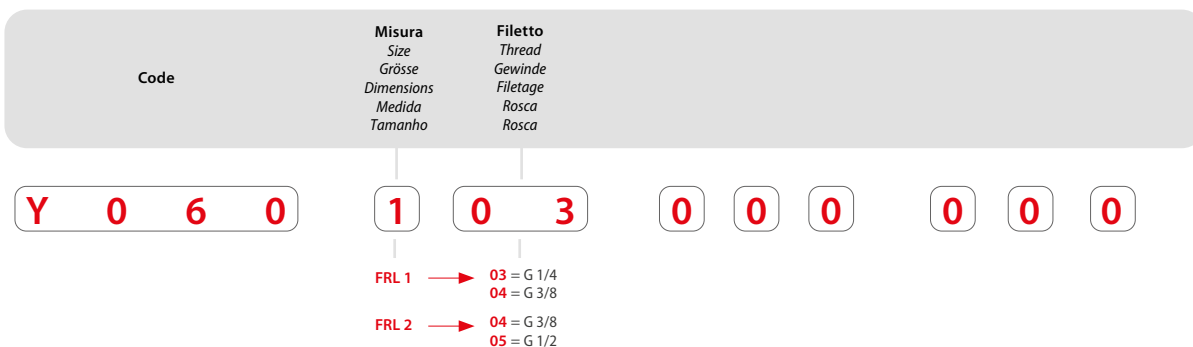 Code
Misura
Size
Grösse
Dimensions
Medida
Tamanho
Filetto
Thread
Gewinde
Filetage
Rosca
Rosca
Y 0 6 0 1 0 3 0 0 0 0 0 0
FRL 1
03 = G 1/4
04 = G 3/8
FRL 2
04 = G 3/8
05 = G 1/2